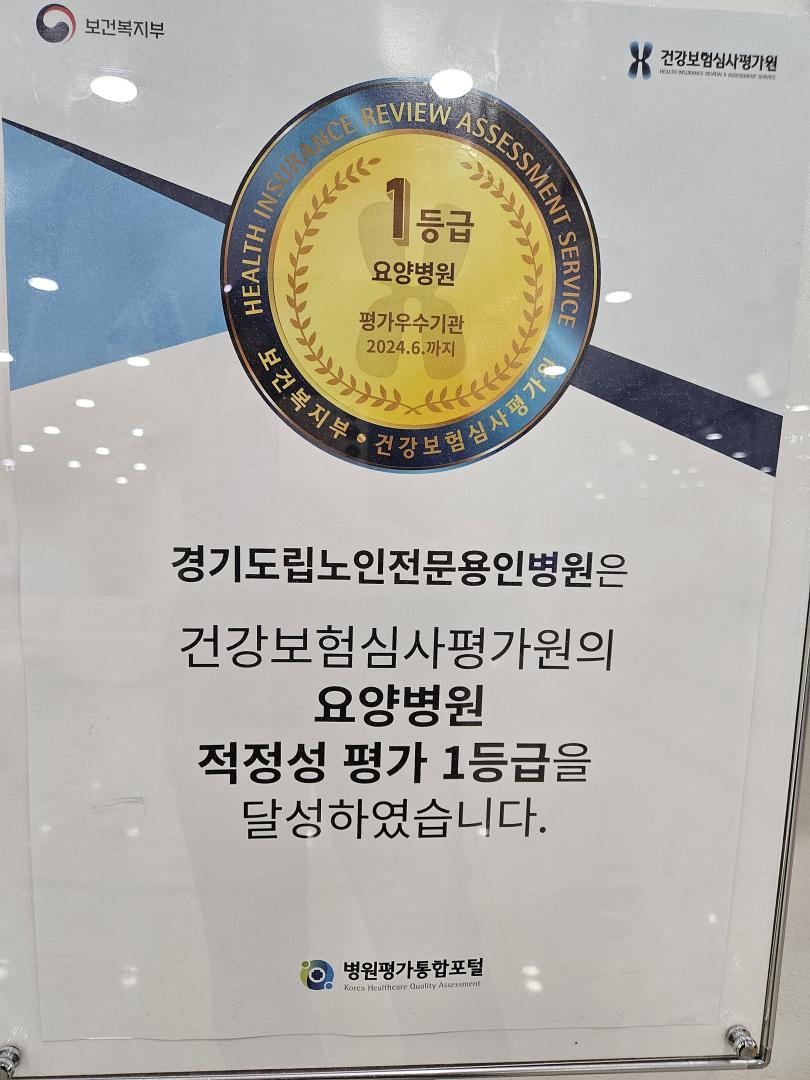 보건복지부
건강보험심사평가원
HEALTH INSURANCE REVIEW & ASSESSMENT SERVICE
HEALTH INSURANCE REVIEW ASSESSMENT SERVICE
1등급
요양병원
평가우수기관
2024.6.까지
보건복지부 • 건강보험심사평가원
경기도립노인전문용인병원은
건강보험심사평가원의
요양병원
적정성 평가 1등급을
달성하였습니다.
병원평가통합포털
Korea Healthcare Quality Assessment